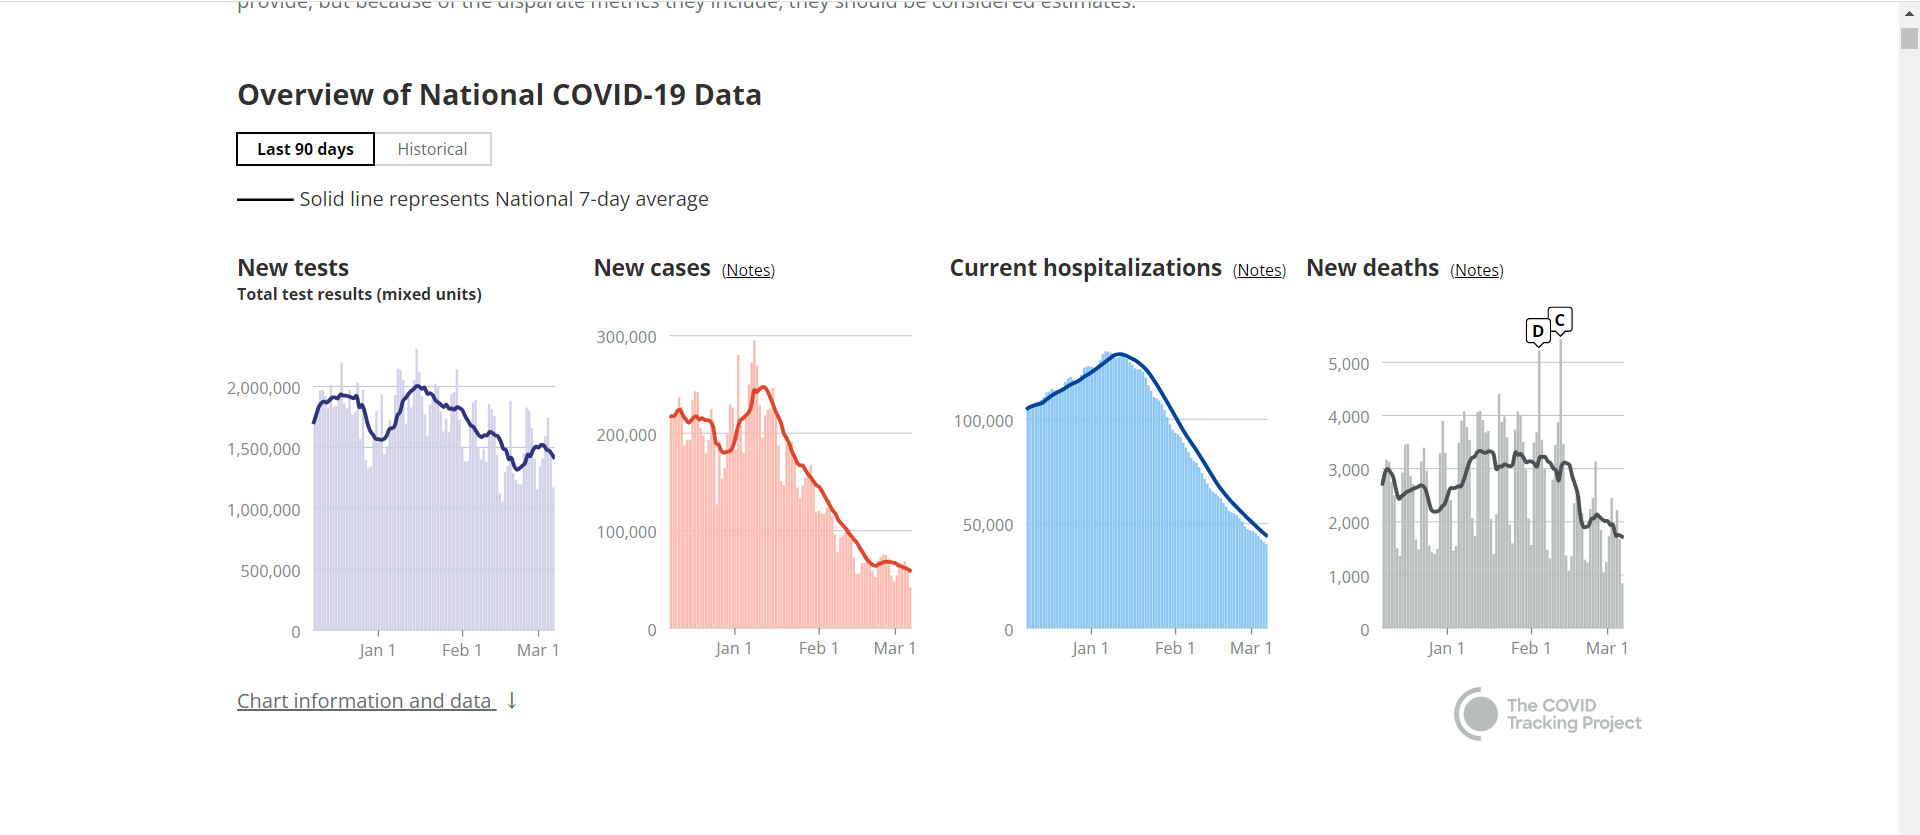 provide, but because of the disparate metrics they include, they should be considered estimates.
Overview of National COVID-19 Data
Last 90 days Historical
Solid line represents National 7-day average
New tests
Total test results (mixed units)
2,000,000
1,500,000
1,000,000
500,000
0
Jan 1 Feb 1 Mar 1
New cases (Notes)
300,000
200,000
100,000
0
Jan 1 Feb 1 Mar 1
Current hospitalizations (Notes)
100,000
50,000
0
Jan 1 Feb 1 Mar 1
New deaths (Notes)
D C
5,000
4,000
3,000
2,000
1,000
0
Jan 1 Feb 1 Mar 1
Chart information and data ↓
The COVID
Tracking Project